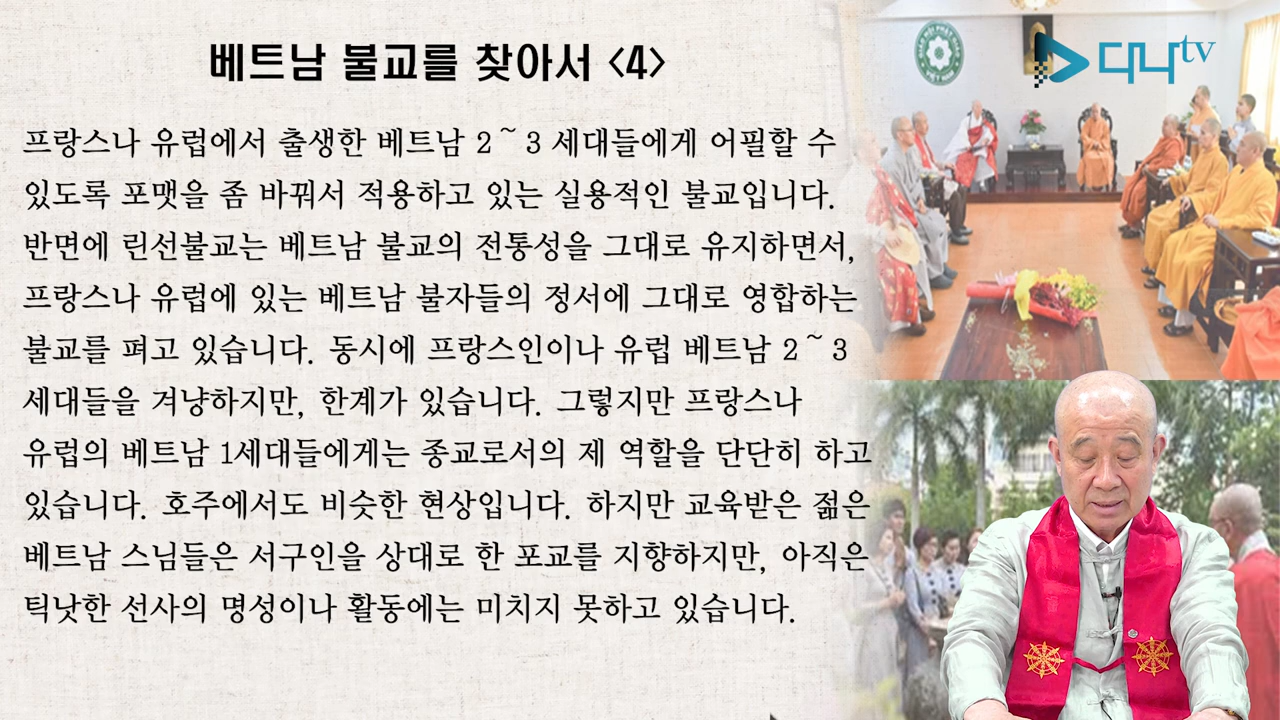 베트남 불교를 찾아서 <4>
프랑스나 유럽에서 출생한 베트남 2~3 세대들에게 어필할 수
있도록 포맷을 좀 바꿔서 적용하고 있는 실용적인 불교입니다.
반면에 린선불교는 베트남 불교의 전통성을 그대로 유지하면서,
프랑스나 유럽에 있는 베트남 불자들의 정서에 그대로 영합하는
불교를 펴고 있습니다. 동시에 프랑스인이나 유럽 베트남 2~3
세대들을 겨냥하지만, 한계가 있습니다. 그렇지만 프랑스나
유럽의 베트남 1세대들에게는 종교로서의 제 역할을 단단히 하고
있습니다. 호주에서도 비슷한 현상입니다. 하지만 교육받은 젊은
베트남 스님들은 서구인을 상대로 한 포교를 지향하지만, 아직은
틱낫한 선사의 명성이나 활동에는 미치지 못하고 있습니다.
tv